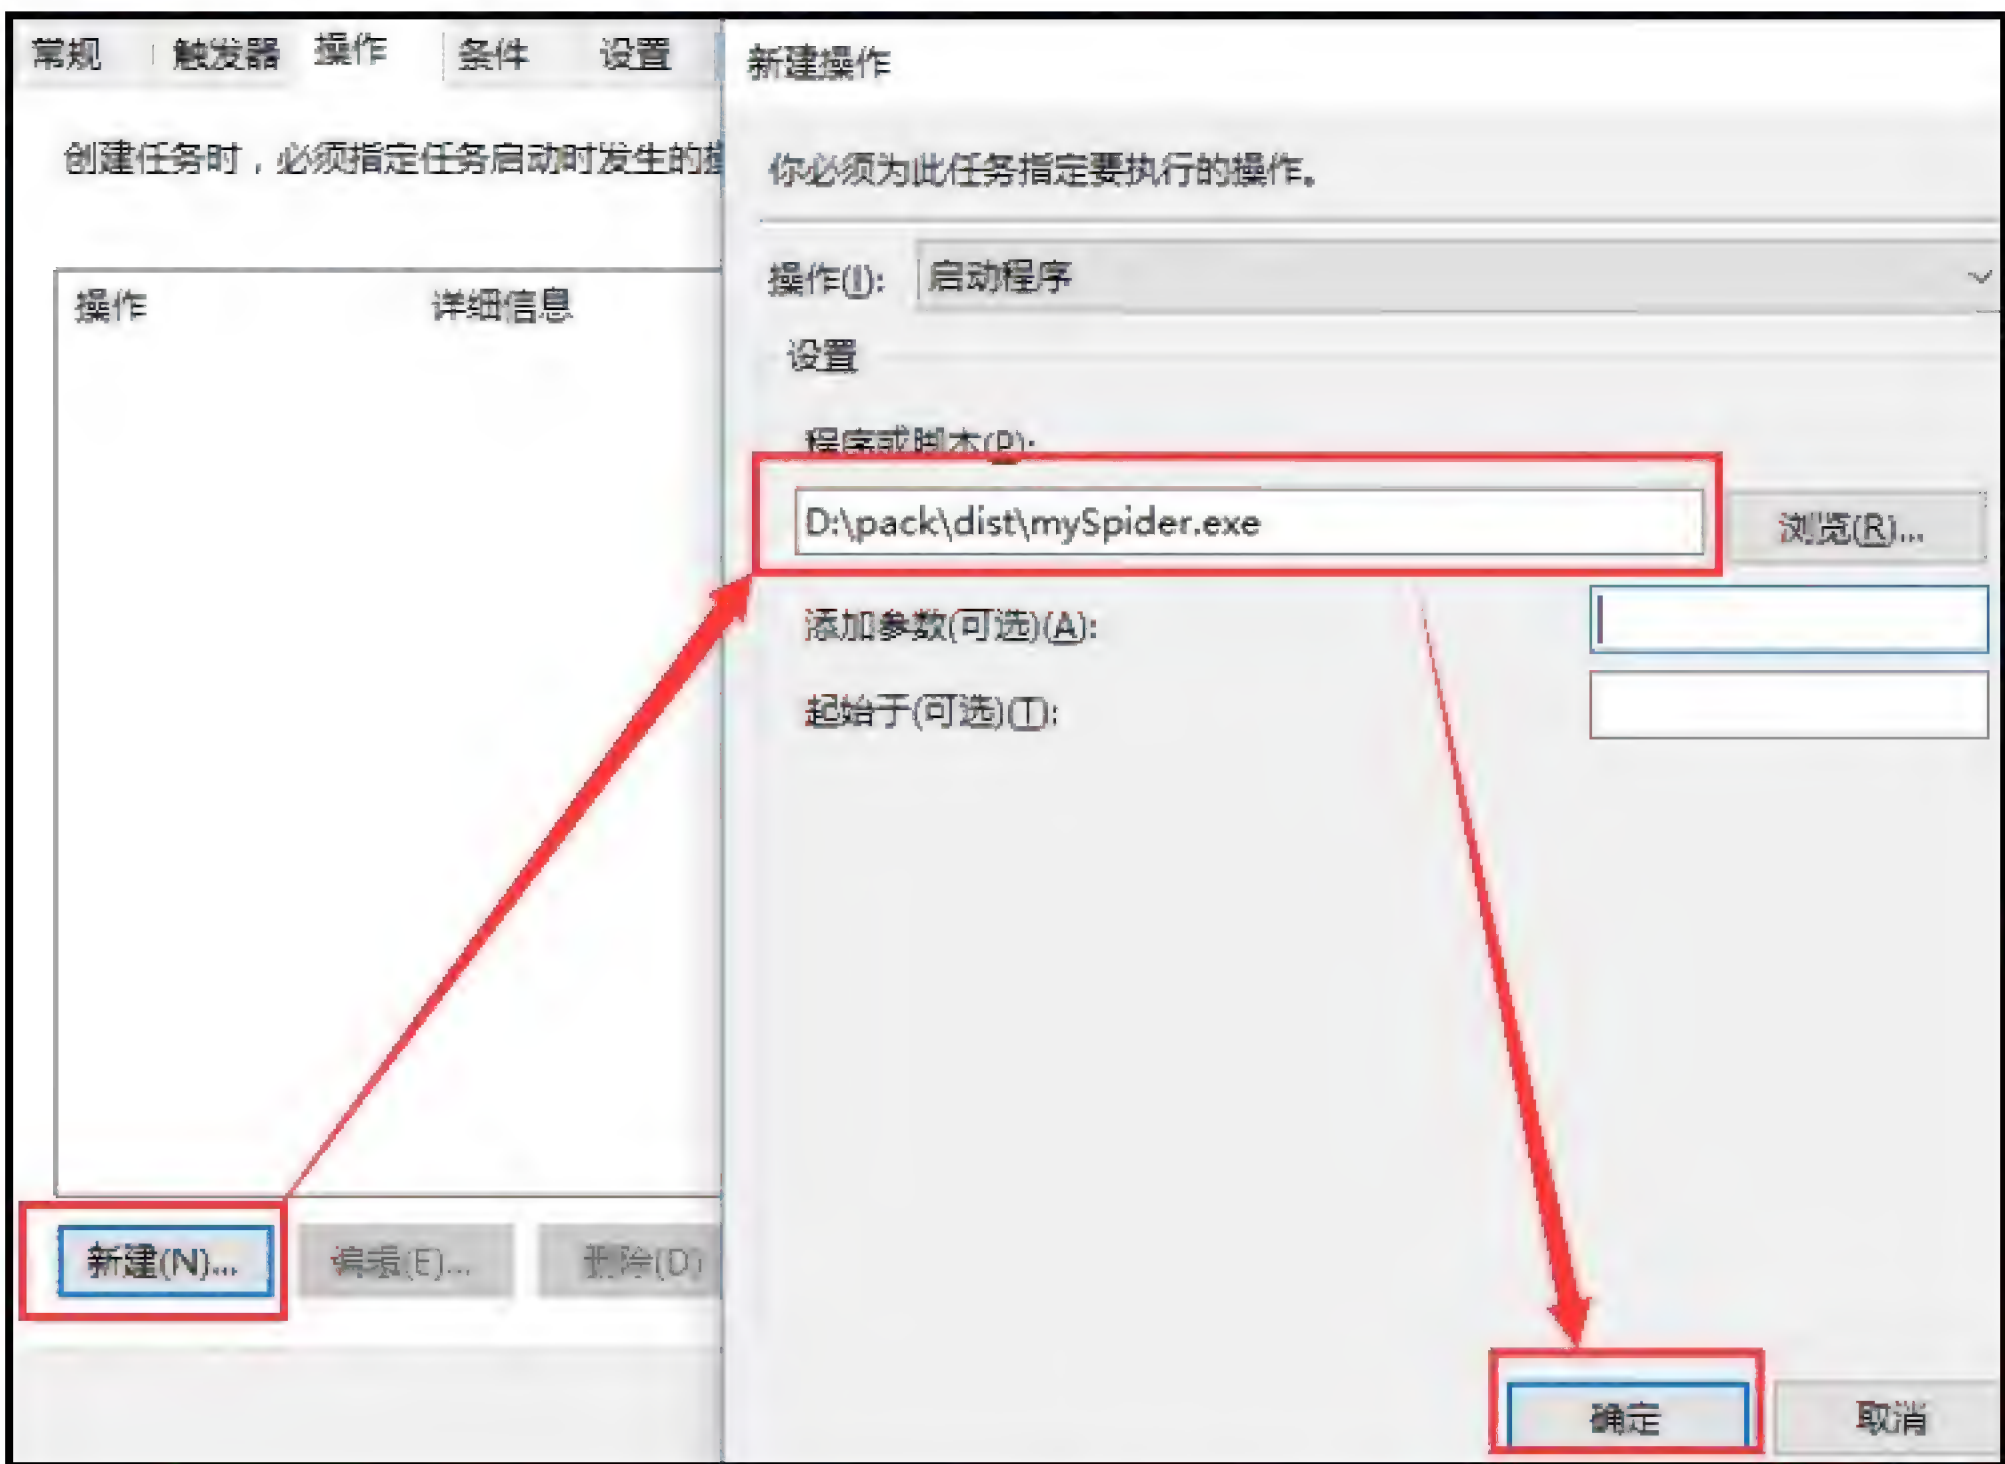 常规 触发器 操作 条件 设置
创建任务时，必须指定任务启动时发生的操
操作 详细信息
新建(N)... 编辑(E)... 删除(D)
新建操作
你必须为此任务指定要执行的操作。
操作(I): 启动程序
设置
程序或脚本(P):
D:\pack\dist\mySpider.exe 浏览(R)...
添加参数(可选)(A):
起始于(可选)(T):
确定 取消